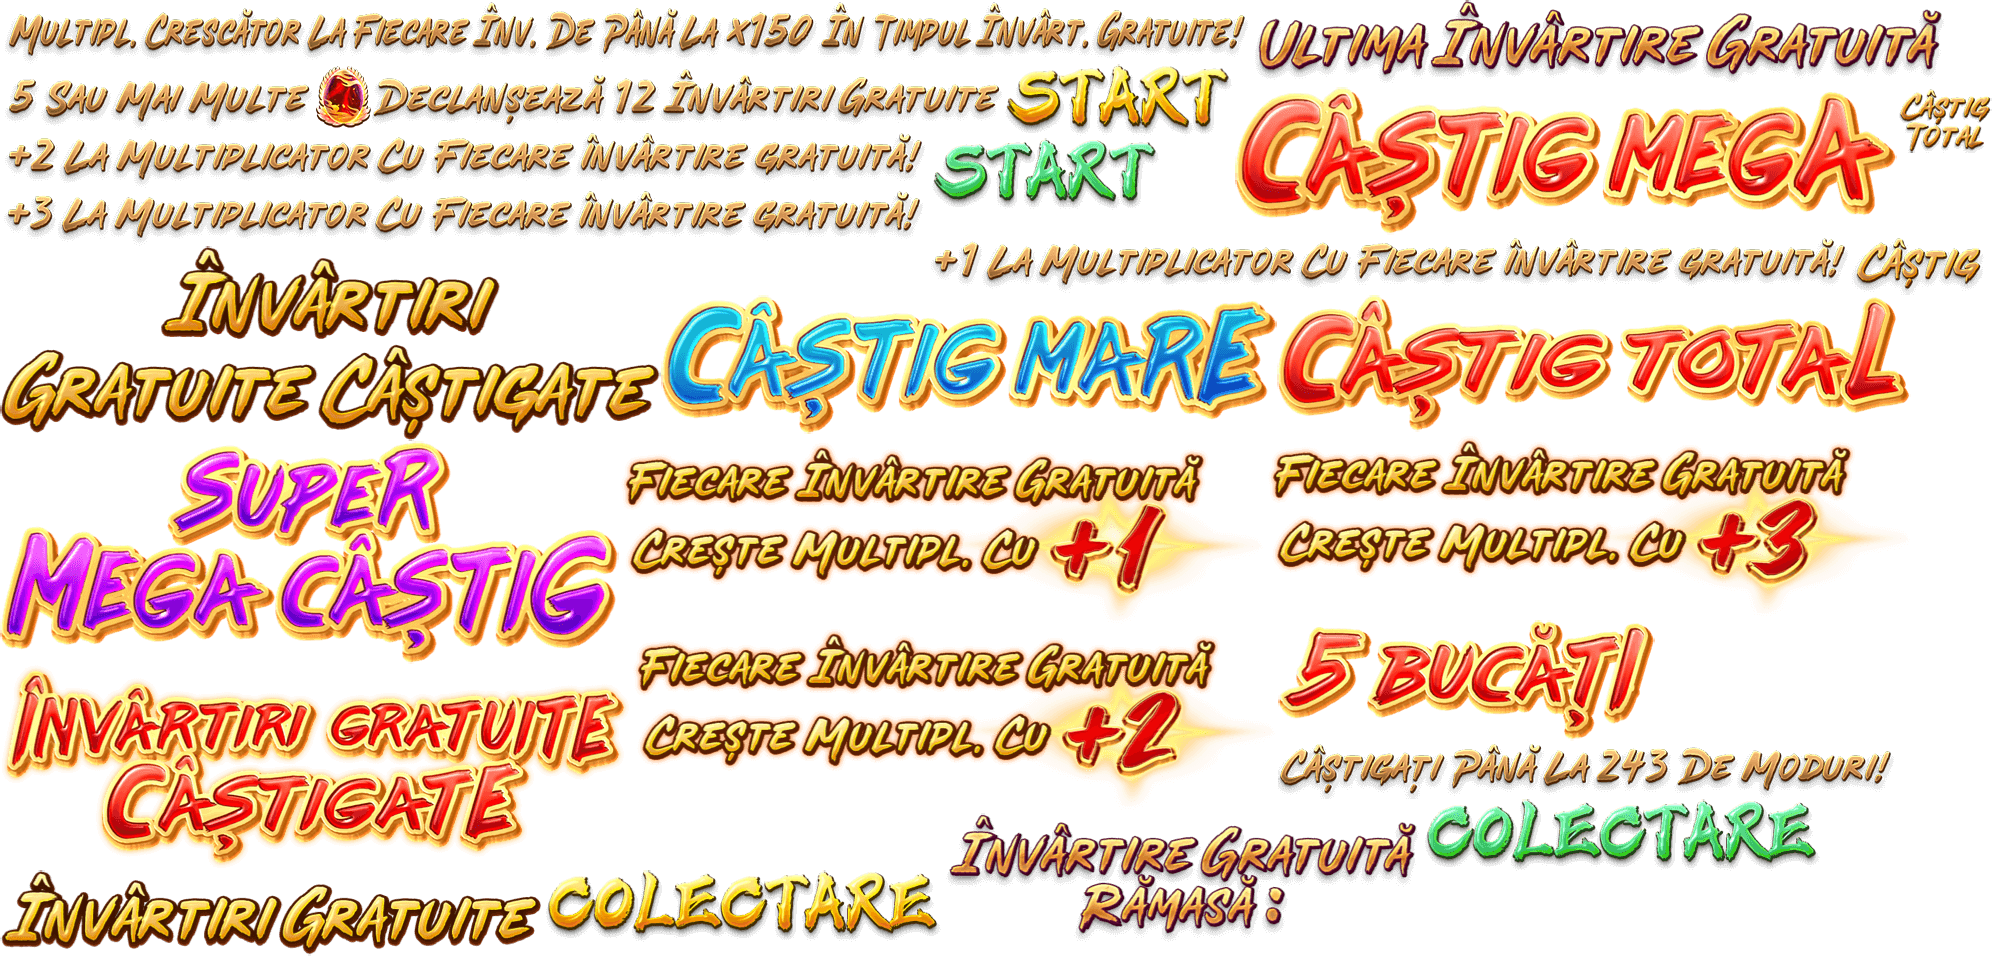 Multipl. Crescător La Fiecare Înv. De Până La x150 În Timpul Învârt. Gratuite!
Ultima Învârtire Gratuită
5 Sau Mai Multe Declanșează 12 Învârtiri Gratuite
START
CÂȘTIG MEGA
Câștig
Total
+2 La Multiplicator Cu Fiecare învârtire gratuită!
START
+3 La Multiplicator Cu Fiecare învârtire gratuită!
+1 La Multiplicator Cu Fiecare învârtire gratuită!
Câștig
Învârtiri
Gratuite Câștigate
CÂȘTIG MARE
CÂȘTIG TOTAL
Super
Mega câștig
Fiecare Învârtire Gratuită
Crește Multipl. Cu +1
Fiecare Învârtire Gratuită
Crește Multipl. Cu +3
Învârtiri gratuite
Câștigate
Fiecare Învârtire Gratuită
Crește Multipl. Cu +2
5 BUCĂȚI
Câștigați Până La 243 De Moduri!
COLECTARE
Învârtire Gratuită
Rămasă :
Învârtiri Gratuite
COLECTARE